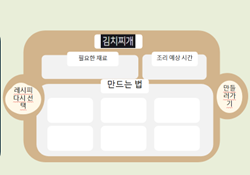 김치찌개
필요한 재료
조리 예상 시간
만드는 법
레시피
다시 선
택
만들
러가
기